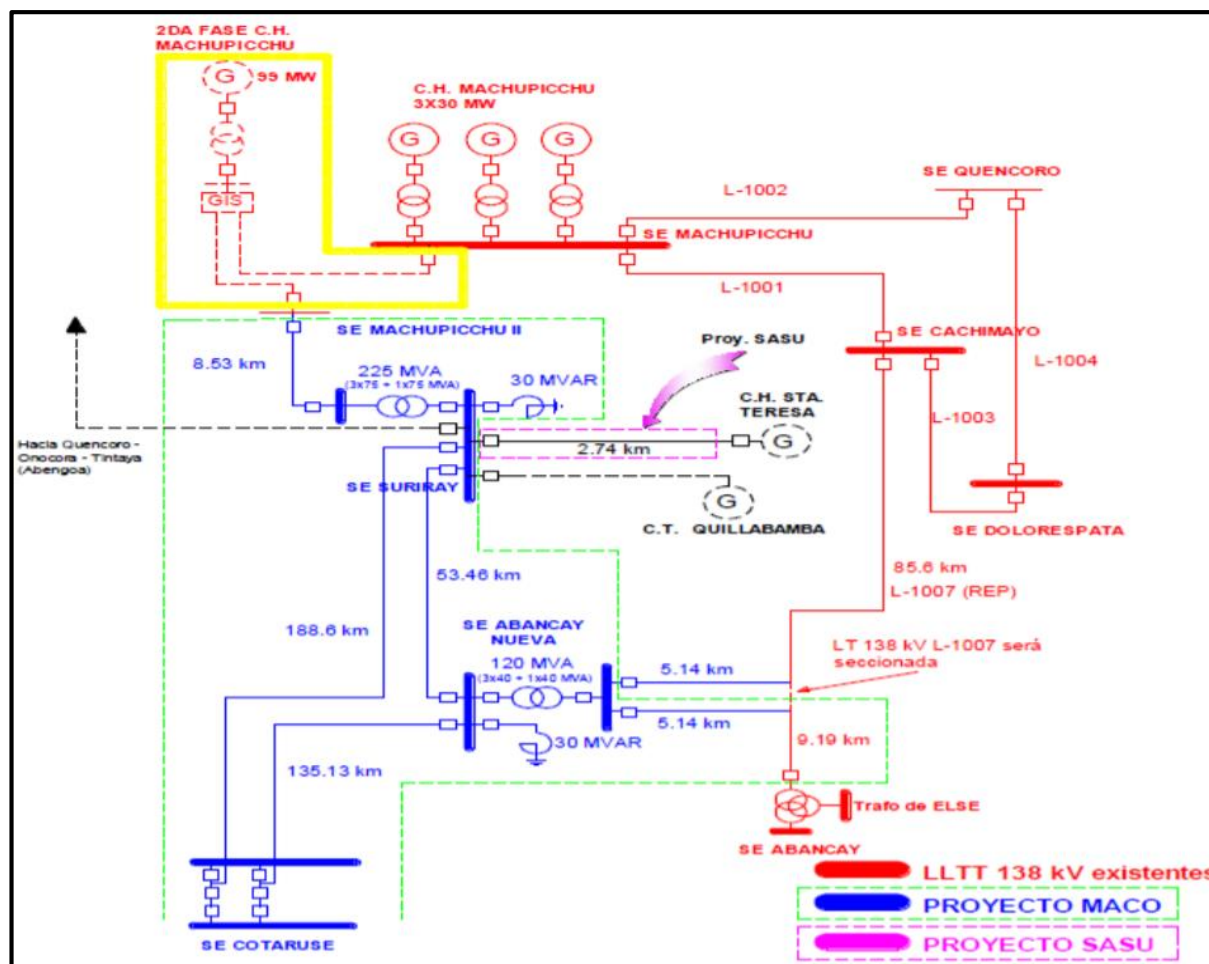 2DA FASE C.H.
MACHUPICCHU
G
99 MW
GIS
C.H. MACHUPICCHU
3X30 MW
G
G
G
SE QUENCORO
L-1002
SE MACHUPICCHU
L-1001
SE CACHIMAYO
L-1004
L-1003
SE DOLORESPATA
SE MACHUPICCHU II
8.53 km
225 MVA
(3x75 + 1x75 MVA)
30 MVAR
Proy. SASU
C.H. STA.
TERESA
G
2.74 km
Hacia Quencoro -
Onocora - Tintaya
(Abengoa)
SE SURIRAY
G
C.T. QUILLABAMBA
85.6 km
L-1007 (REP)
53.46 km
188.6 km
SE ABANCAY
NUEVA
120 MVA
(3x40 + 1x40 MVA)
5.14 km
5.14 km
LT 138 kV L-1007 será
seccionada
30 MVAR
9.19 km
135.13 km
Trafo de ELSE
SE ABANCAY
SE COTARUSE
LLTT 138 kV existentes
PROYECTO MACO
PROYECTO SASU